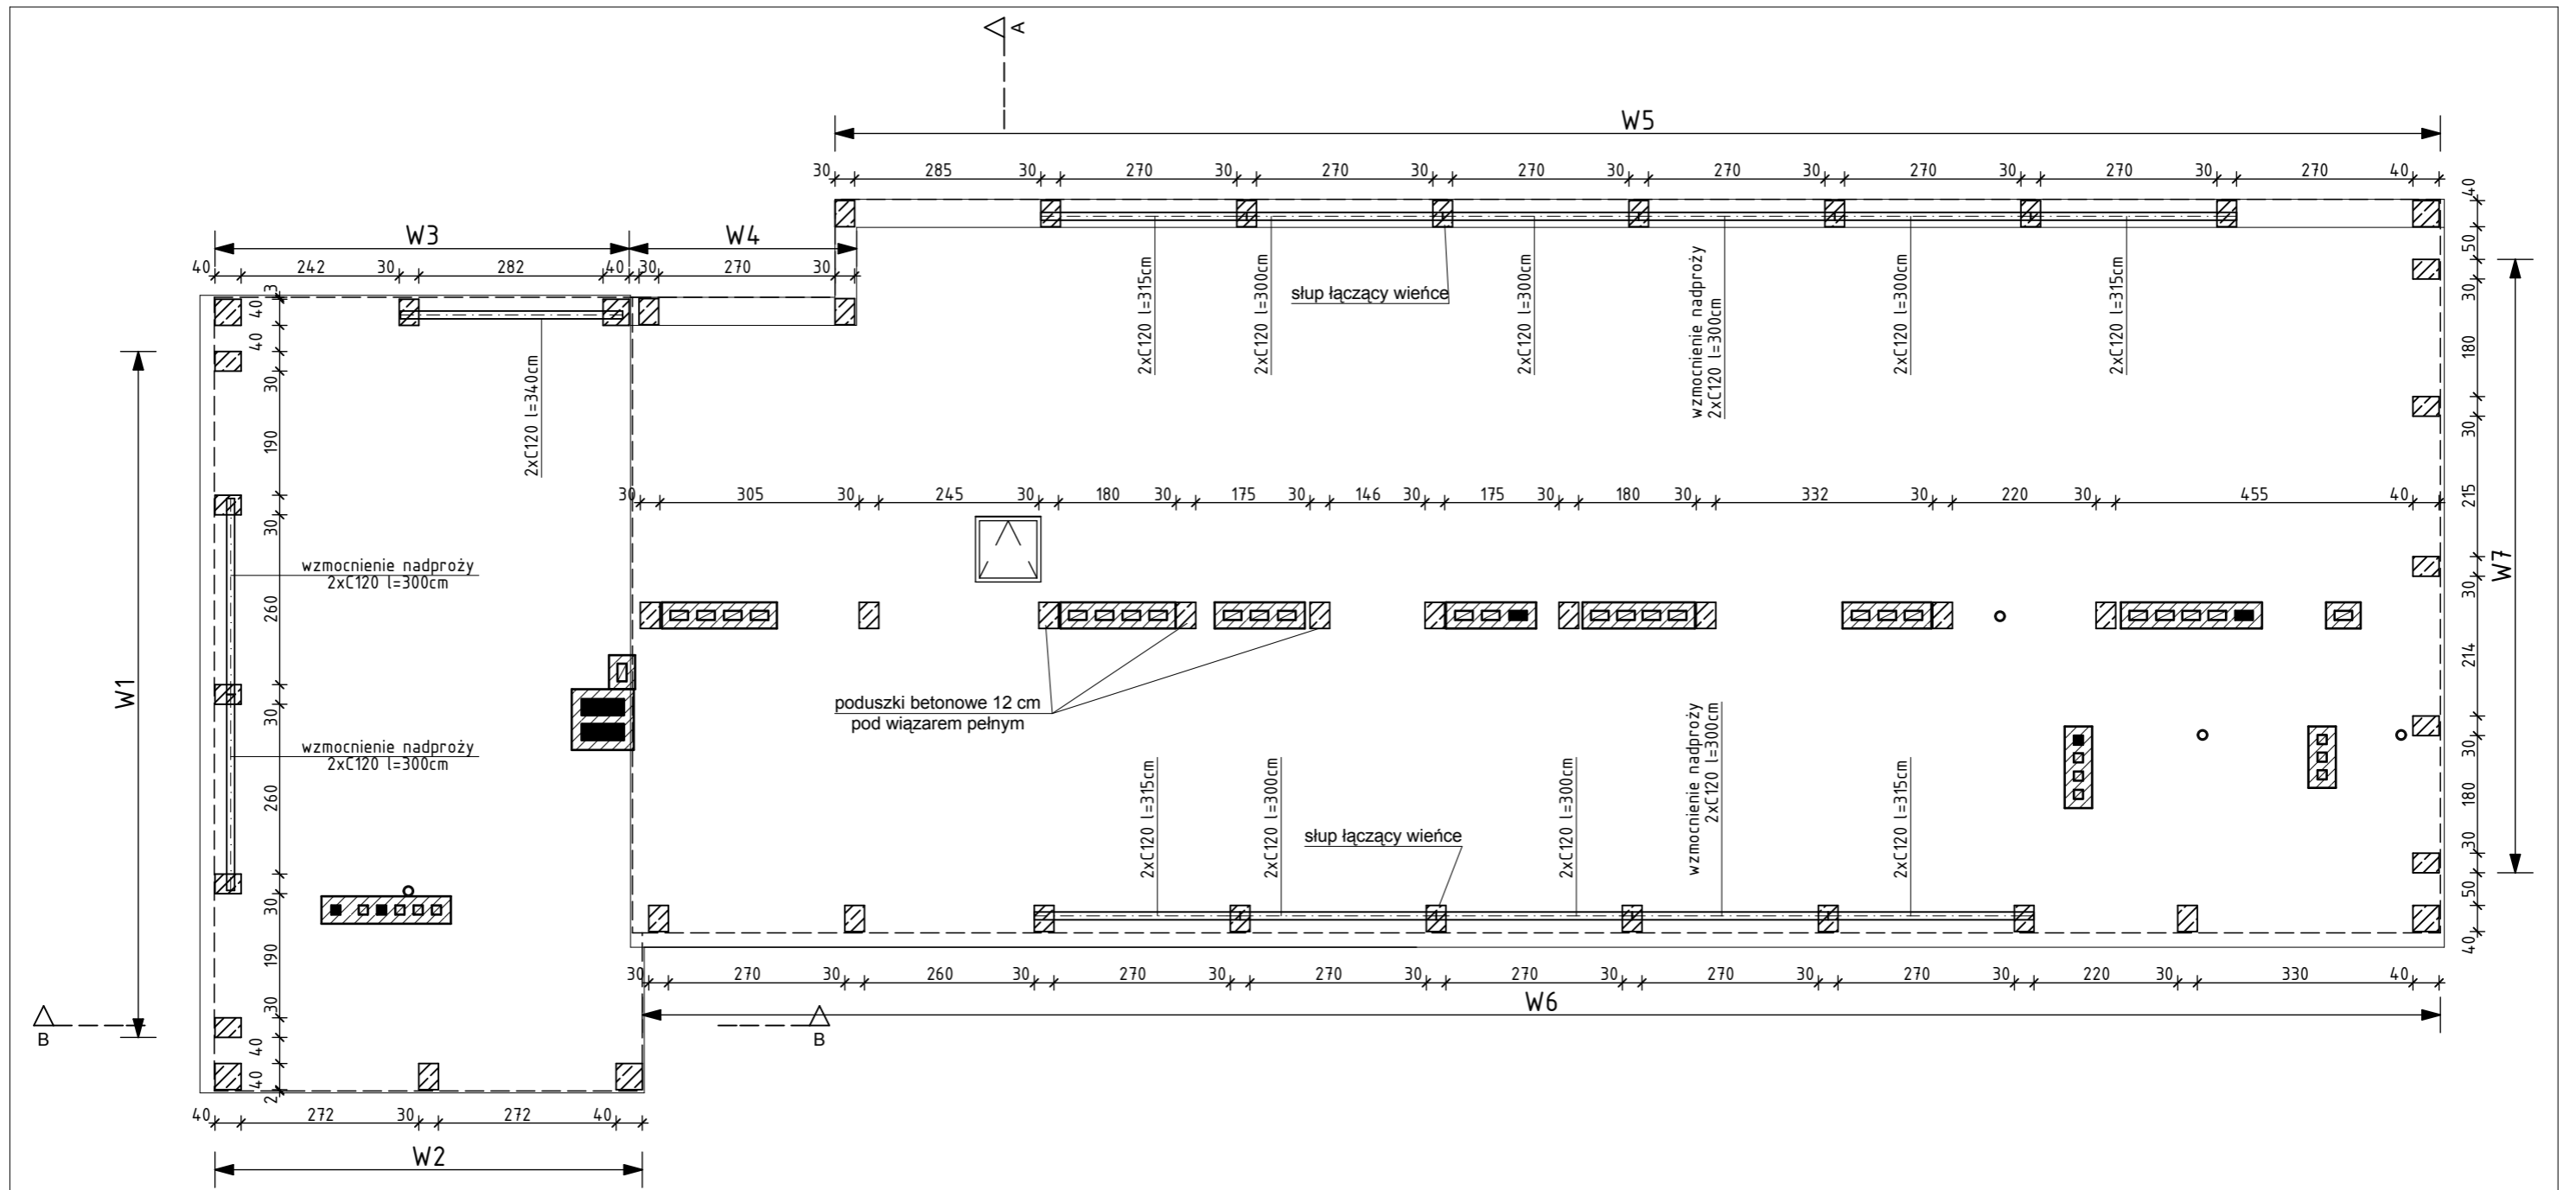 A
W5
30 285 30 270 30 270 30 270 30 270 30 270 30 270 30 270 40
W3
W4
40 242 30 282 40 30 270 30
2xC120 l=340cm
2xC120 l=315cm
2xC120 l=300cm
słup łączący wieńce
2xC120 l=300cm
wzmocnienie nadproży
2xC120 l=300cm
2xC120 l=300cm
2xC120 l=315cm
40
50
30
180
30
215
30
214
30
180
30
50
40
W7
3
40
40
30
190
30
260
30
260
30
190
30
40
40
2
W1
30 305 30 245 30 180 30 175 30 146 30 175 30 180 30 332 30 220 30 455 40
wzmocnienie nadproży
2xC120 l=300cm
wzmocnienie nadproży
2xC120 l=300cm
poduszki betonowe 12 cm
pod wiązarem pełnym
2xC120 l=315cm
2xC120 l=300cm
słup łączący wieńce
2xC120 l=300cm
wzmocnienie nadproży
2xC120 l=300cm
2xC120 l=315cm
30 270 30 260 30 270 30 270 30 270 30 270 30 270 30 220 30 330 40
W6
B
B
40 272 30 272 40
W2